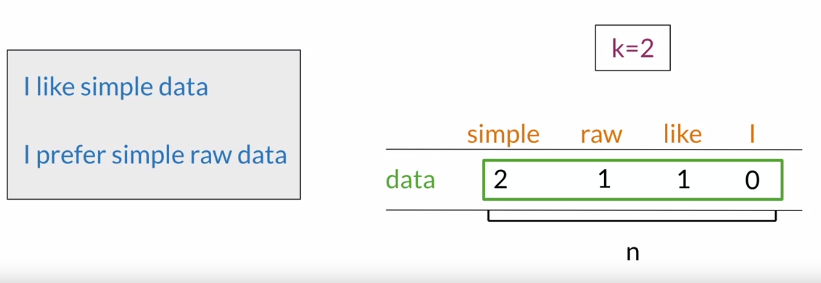 I like simple data
I prefer simple raw data
k=2
simple raw like I
data 2 1 1 0
n